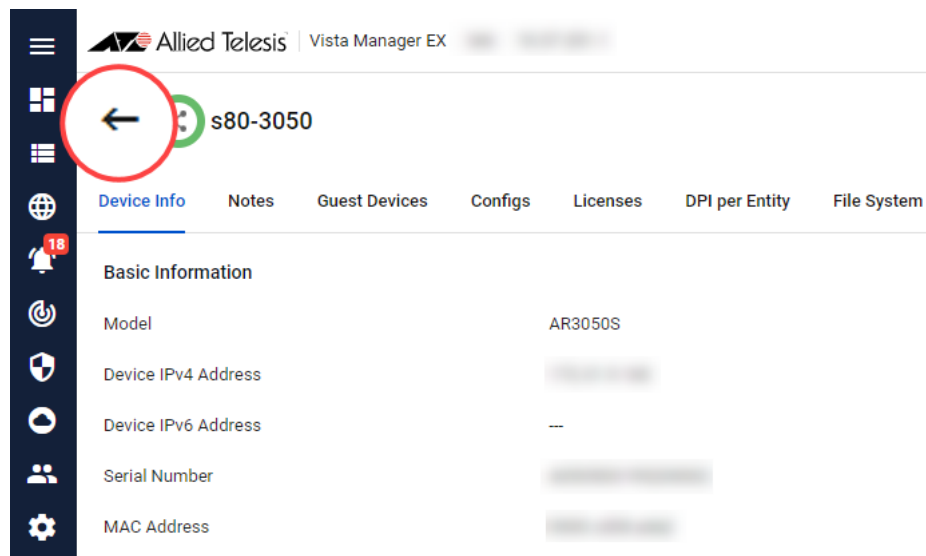 Allied Telesis Vista Manager EX
s80-3050
Device Info Notes Guest Devices Configs Licenses DPI per Entity File System
18
Basic Information
Model AR3050S
Device IPv4 Address
Device IPv6 Address ---
Serial Number
MAC Address